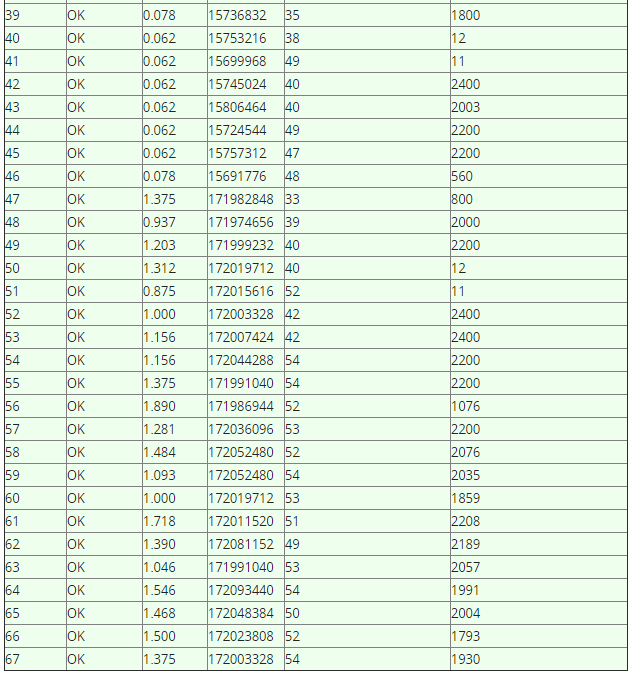 39 OK 0.078 15736832 35 1800
40 OK 0.062 15753216 38 12
41 OK 0.062 15699968 49 11
42 OK 0.062 15745024 40 2400
43 OK 0.062 15806464 40 2003
44 OK 0.062 15724544 49 2200
45 OK 0.062 15757312 47 2200
46 OK 0.078 15691776 48 560
47 OK 1.375 171982848 33 800
48 OK 0.937 171974656 39 2000
49 OK 1.203 171999232 40 2200
50 OK 1.312 172019712 40 12
51 OK 0.875 172015616 52 11
52 OK 1.000 172003328 42 2400
53 OK 1.156 172007424 42 2400
54 OK 1.156 172044288 54 2200
55 OK 1.375 171991040 54 2200
56 OK 1.890 171986944 52 1076
57 OK 1.281 172036096 53 2200
58 OK 1.484 172052480 52 2076
59 OK 1.093 172052480 54 2035
60 OK 1.000 172019712 53 1859
61 OK 1.718 172011520 51 2208
62 OK 1.390 172081152 49 2189
63 OK 1.046 171991040 53 2057
64 OK 1.546 172093440 54 1991
65 OK 1.468 172048384 50 2004
66 OK 1.500 172023808 52 1793
67 OK 1.375 172003328 54 1930